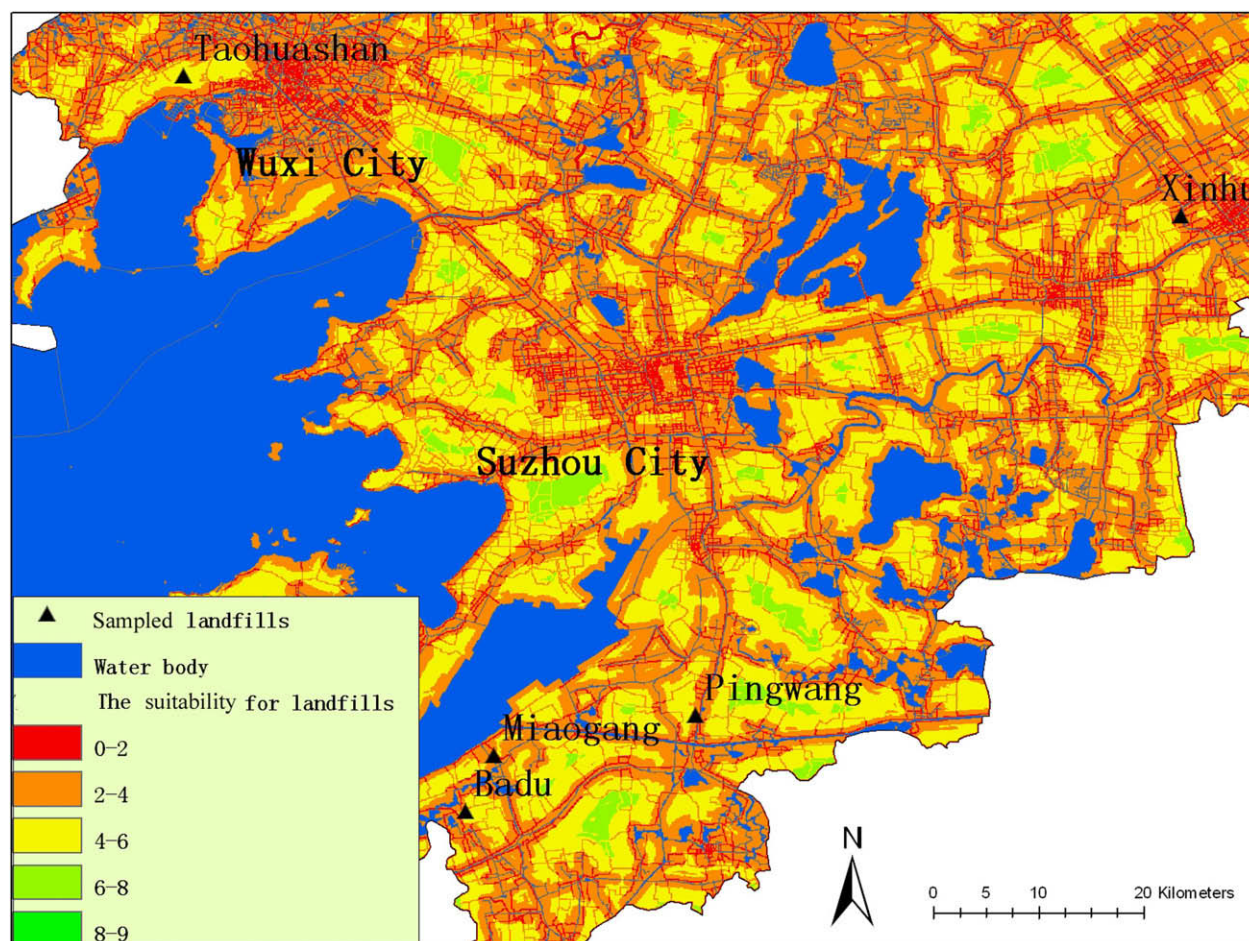 Taohuashan
Wuxi City
Xinhu
Suzhou City
Pingwang
Miaogang
Badu
Sampled landfills
Water body
The suitability for landfills
0-2
2-4
4-6
6-8
8-9
N
0 5 10 20 Kilometers